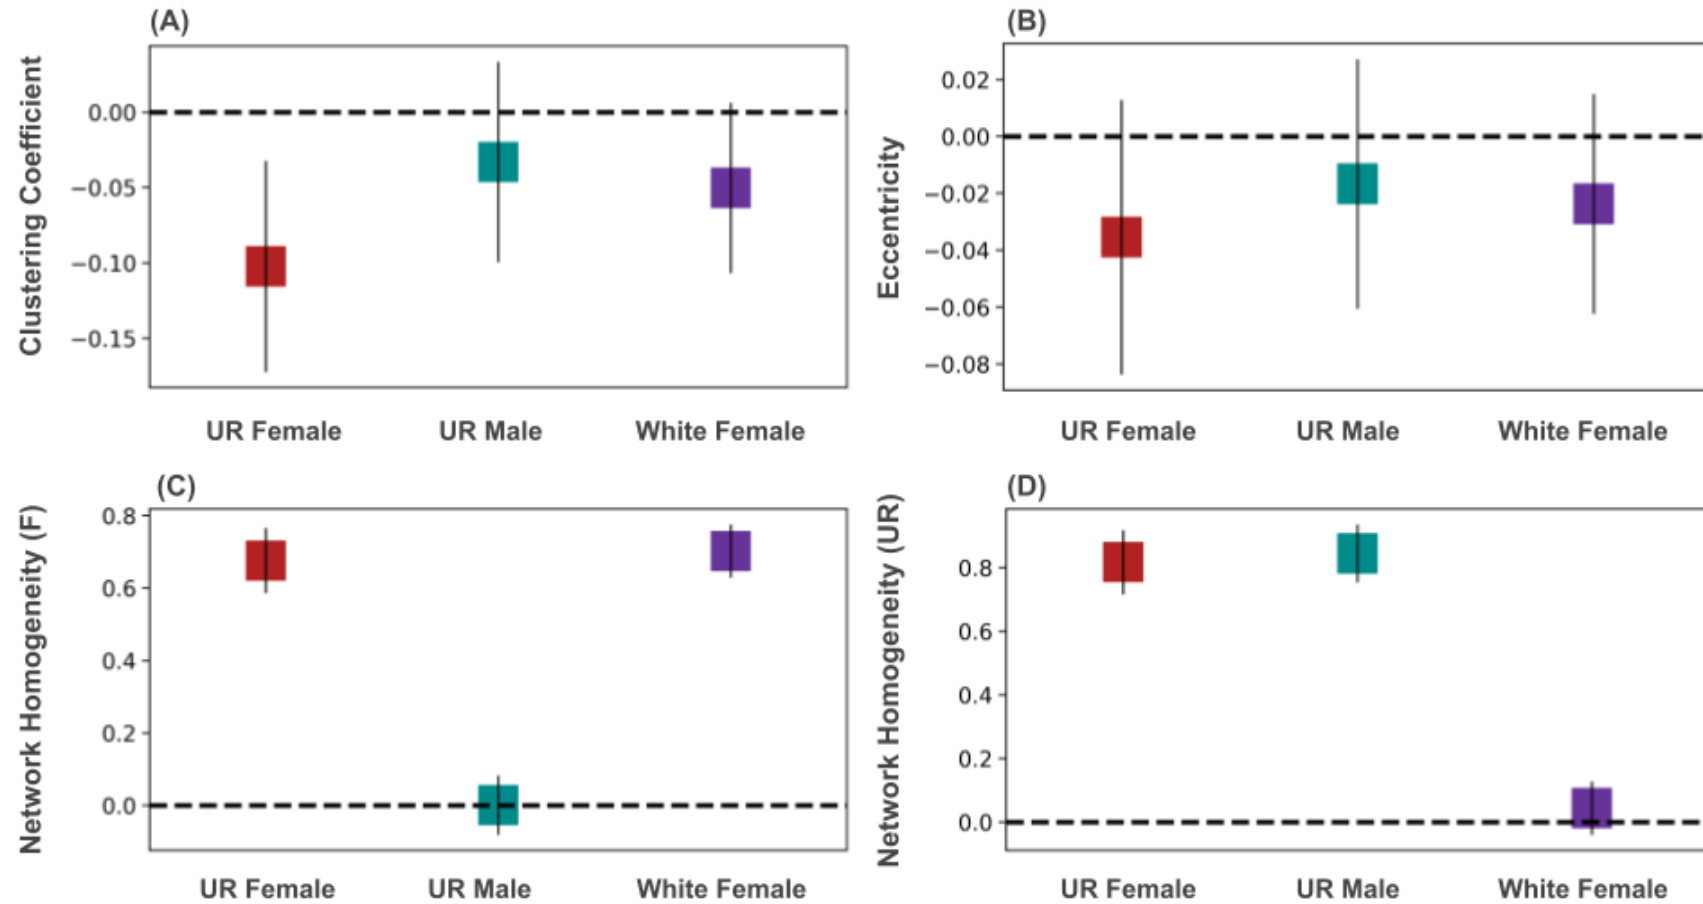 (A)
Clustering Coefficient
0.00
−0.05
−0.10
−0.15
UR Female
UR Male
White Female
(B)
Eccentricity
0.02
0.00
−0.02
−0.04
−0.06
−0.08
UR Female
UR Male
White Female
(C)
Network Homogeneity (F)
0.8
0.6
0.4
0.2
0.0
UR Female
UR Male
White Female
(D)
Network Homogeneity (UR)
0.8
0.6
0.4
0.2
0.0
UR Female
UR Male
White Female